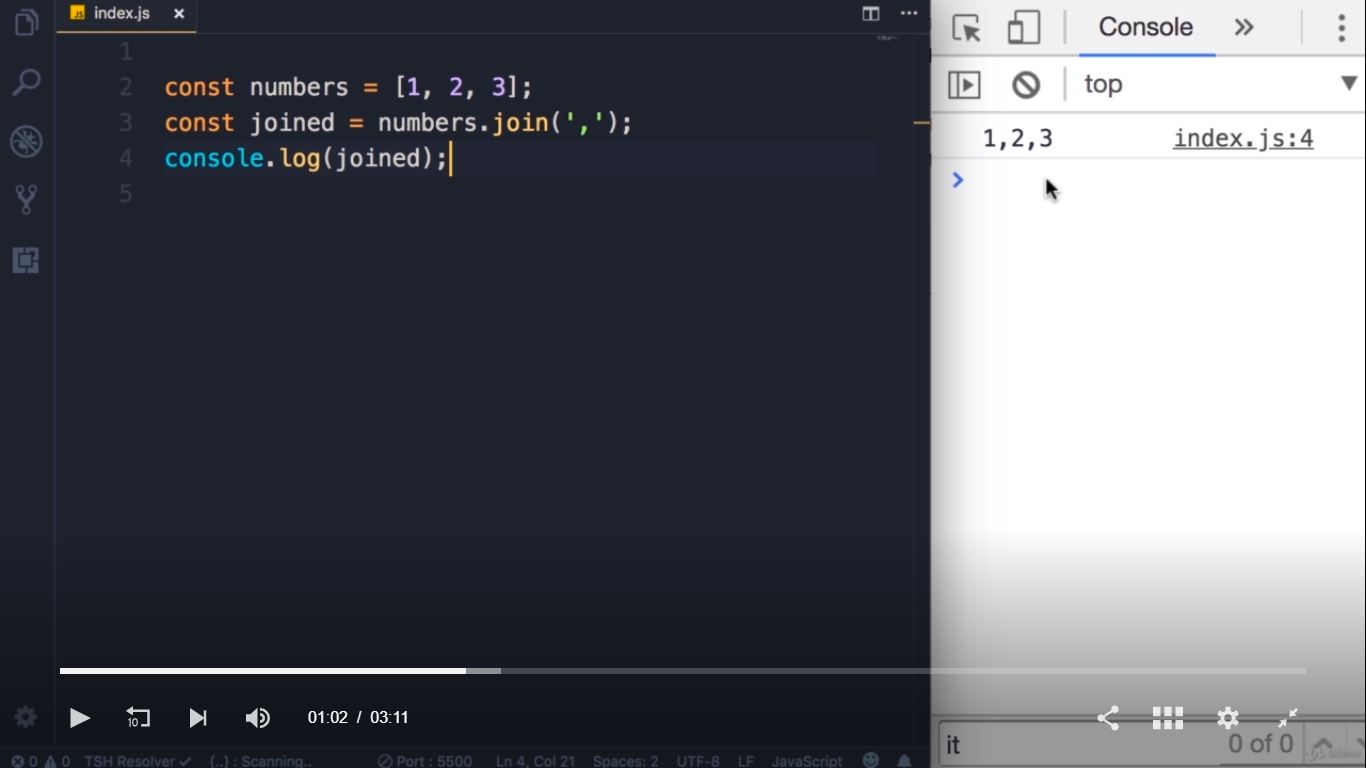 index.js
Console
top
1
2 const numbers = [1, 2, 3];
3 const joined = numbers.join(',');
4 console.log(joined);
5
1,2,3 index.js:4
10
01:02 / 03:11
it 0 of 0
0 0 TSH Resolver {..} : Scanning.. Port : 5500 Ln 4, Col 21 Spaces: 2 UTF-8 LF JavaScript